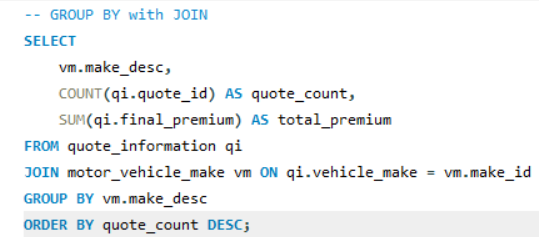 -- GROUP BY with JOIN
SELECT
    vm.make_desc,
    COUNT(qi.quote_id) AS quote_count,
    SUM(qi.final_premium) AS total_premium
FROM quote_information qi
JOIN motor_vehicle_make vm ON qi.vehicle_make = vm.make_id
GROUP BY vm.make_desc
ORDER BY quote_count DESC;